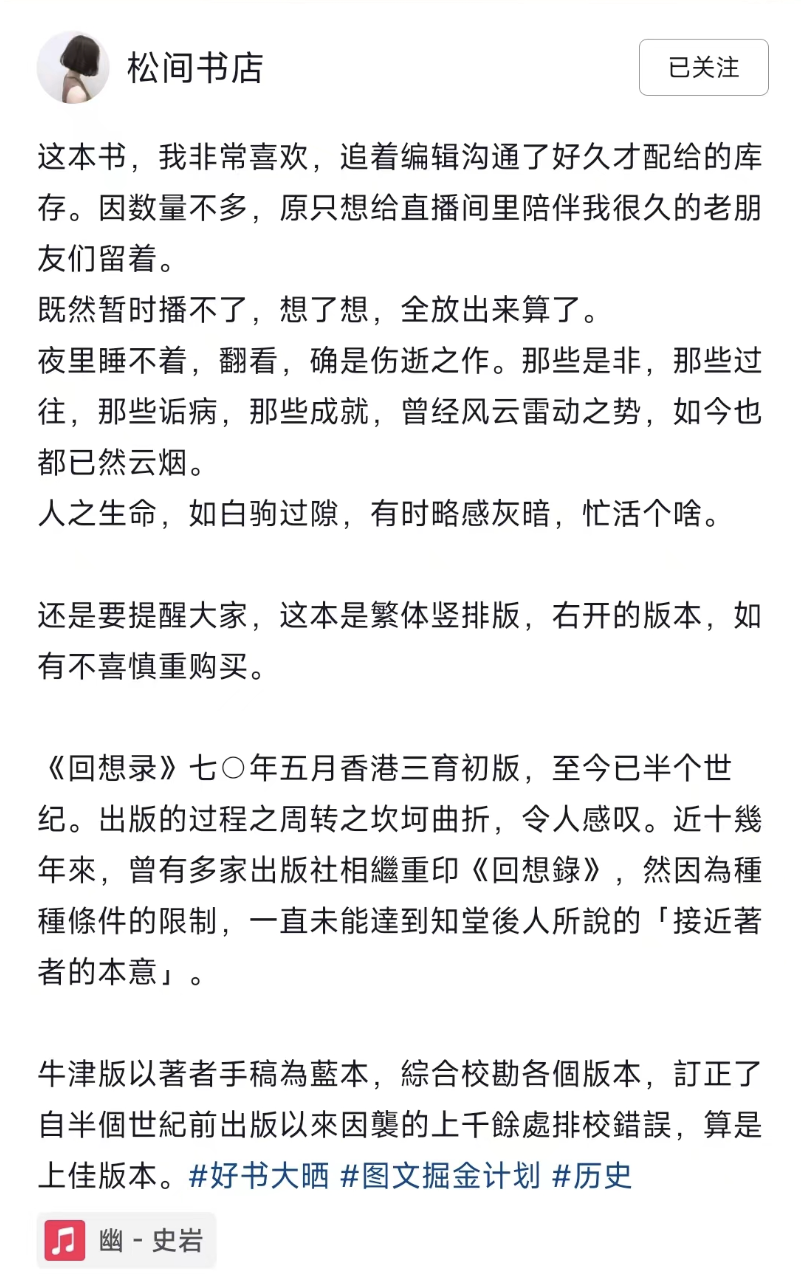 松间书店
已关注
这本书，我非常喜欢，追着编辑沟通了好久才配给的库
存。因数量不多，原只想给直播间里陪伴我很久的老朋
友们留着。
既然暂时播不了，想了想，全放出来算了。
夜里睡不着，翻看，确是伤逝之作。那些是非，那些过
往，那些诟病，那些成就，曾经风云雷动之势，如今也
都已然云烟。
人之生命，如白驹过隙，有时略感灰暗，忙活个啥。
还是要提醒大家，这本是繁体竖排版，右开的版本，如
有不喜慎重购买。
《回想录》七〇年五月香港三育初版，至今已半个世
纪。出版的过程之周转之坎坷曲折，令人感叹。近十幾
年來，曾有多家出版社相繼重印《回想錄》，然因為種
種條件的限制，一直未能達到知堂後人所說的「接近著
者的本意」。
牛津版以著者手稿為藍本，綜合校勘各個版本，訂正了
自半個世紀前出版以來因襲的上千餘處排校錯誤，算是
上佳版本。#好书大晒 #图文掘金计划 #历史
幽 - 史岩